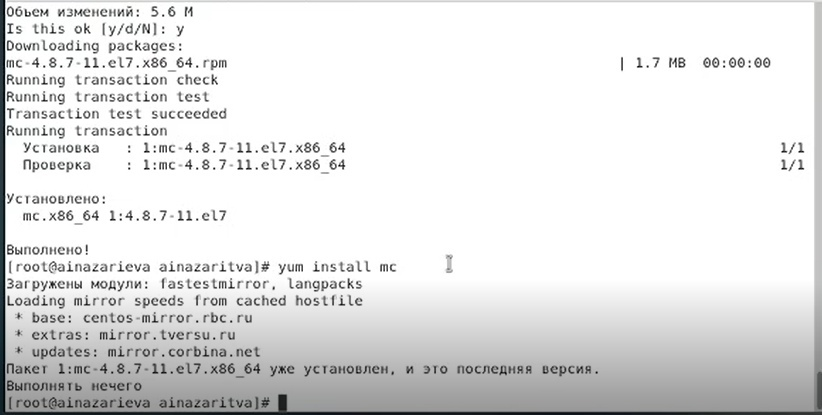 Объем изменений: 5.6 M
Is this ok [y/d/N]: y
Downloading packages:
mc-4.8.7-11.el7.x86_64.rpm | 1.7 MB 00:00:00
Running transaction check
Running transaction test
Transaction test succeeded
Running transaction
Установка : 1:mc-4.8.7-11.el7.x86_64 1/1
Проверка : 1:mc-4.8.7-11.el7.x86_64 1/1
Установлено:
mc.x86_64 1:4.8.7-11.el7
Выполнено!
[root@ainazarieva ainazaritva]# yum install mc
Загружены модули: fastestmirror, langpacks
Loading mirror speeds from cached hostfile
* base: centos-mirror.rbc.ru
* extras: mirror.tversu.ru
* updates: mirror.corbina.net
Пакет 1:mc-4.8.7-11.el7.x86_64 уже установлен, и это последняя версия.
Выполнять нечего
[root@ainazarieva ainazaritva]#